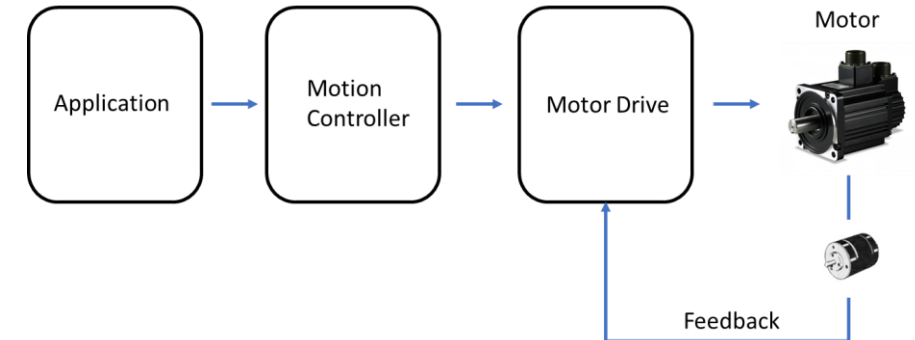 Motor
Application
Motion
Controller
Motor Drive
Feedback